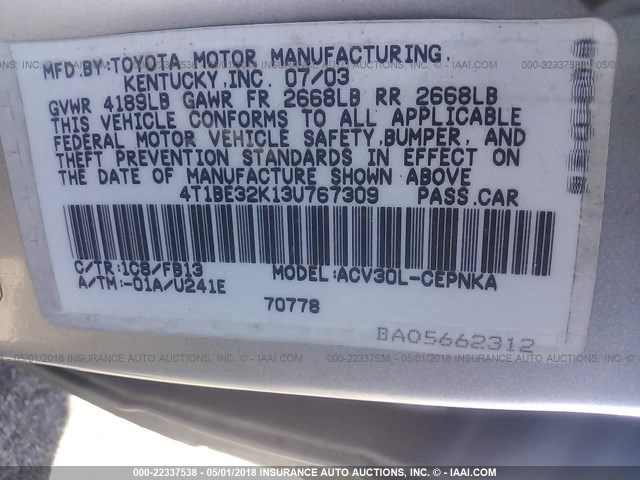 MFD.BY:TOYOTA MOTOR MANUFACTURING,
KENTUCKY,INC. 07/03
GVWR 4189LB GAWR FR 2668LB RR 2668LB
THIS VEHICLE CONFORMS TO ALL APPLICABLE
FEDERAL MOTOR VEHICLE SAFETY,BUMPER, AND
THEFT PREVENTION STANDARDS IN EFFECT ON
THE DATE OF MANUFACTURE SHOWN ABOVE
4T1BE32K13U767309 PASS.CAR
C/TR:1C8/FB13 MODEL:ACV30L-CEPNKA
A/TM:-01A/U241E
70778
BA05662312
000-22337538 - 05/01/2018 - INSURANCE AUTO AUCTIONS CENTER - © - IAAI.COM